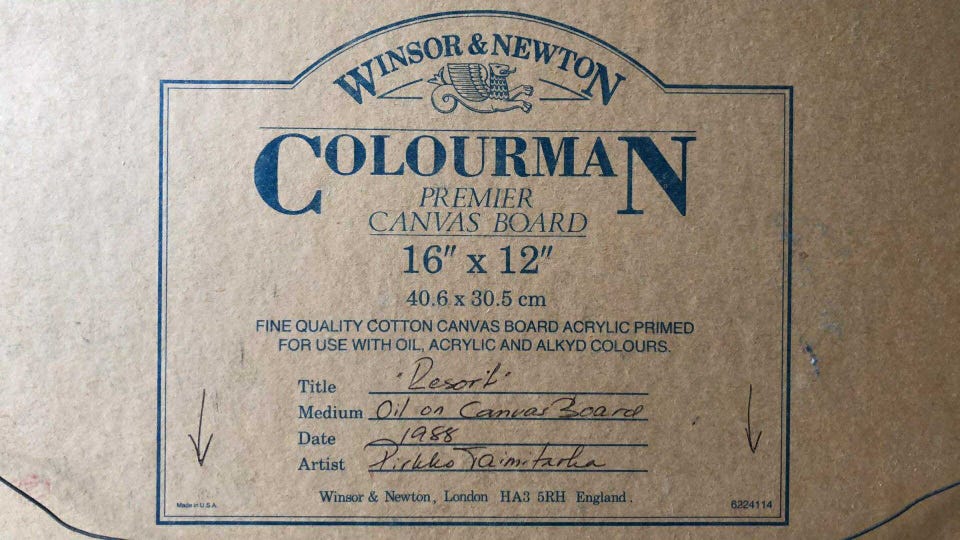 WINSOR & NEWTON
COLOURMAN
PREMIER
CANVAS BOARD
16" x 12"
40.6 x 30.5 cm
FINE QUALITY COTTON CANVAS BOARD ACRYLIC PRIMED
FOR USE WITH OIL, ACRYLIC AND ALKYD COLOURS.
Title "Resort"
Medium Oil on Canvas Board
Date 1988
Artist Pirkko
Winsor & Newton, London HA3 5RH England.
Made in U.S.A. 6224114